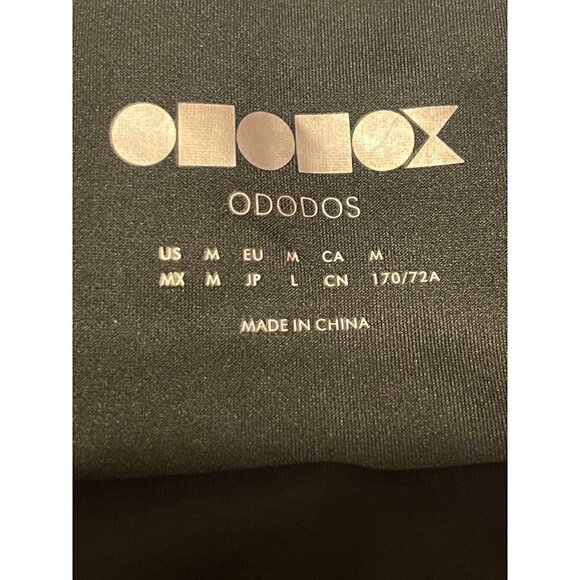 ODODOS
US M EU M CA M
MX M JP L CN 170/72A
MADE IN CHINA